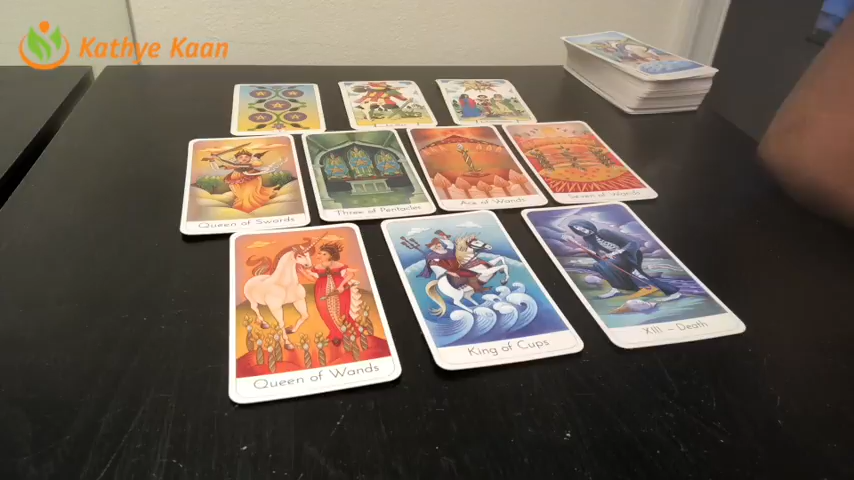 Kathye Kaan
Queen of Swords
Three of Pentacles
Ace of Wands
Seven of Wands
Queen of Wands
King of Cups
XIII - Death